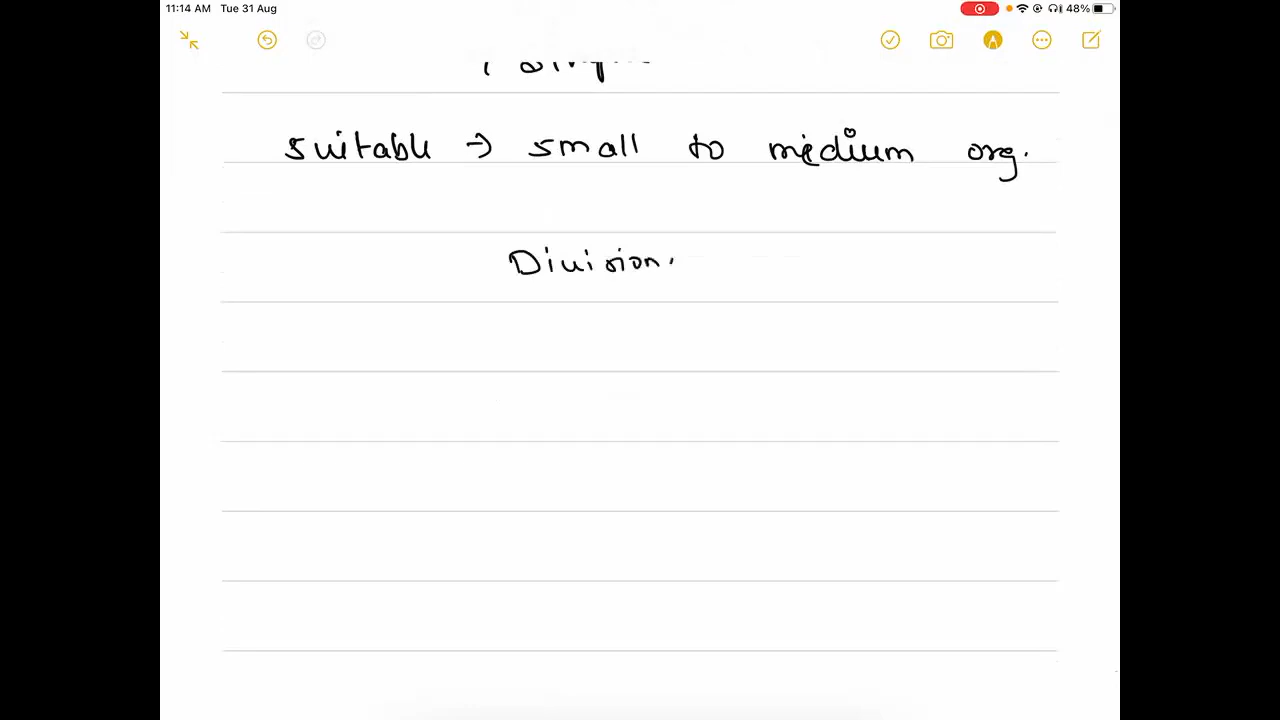 11:14 AM Tue 31 Aug 48%
suitable → small to medium org.
Division.